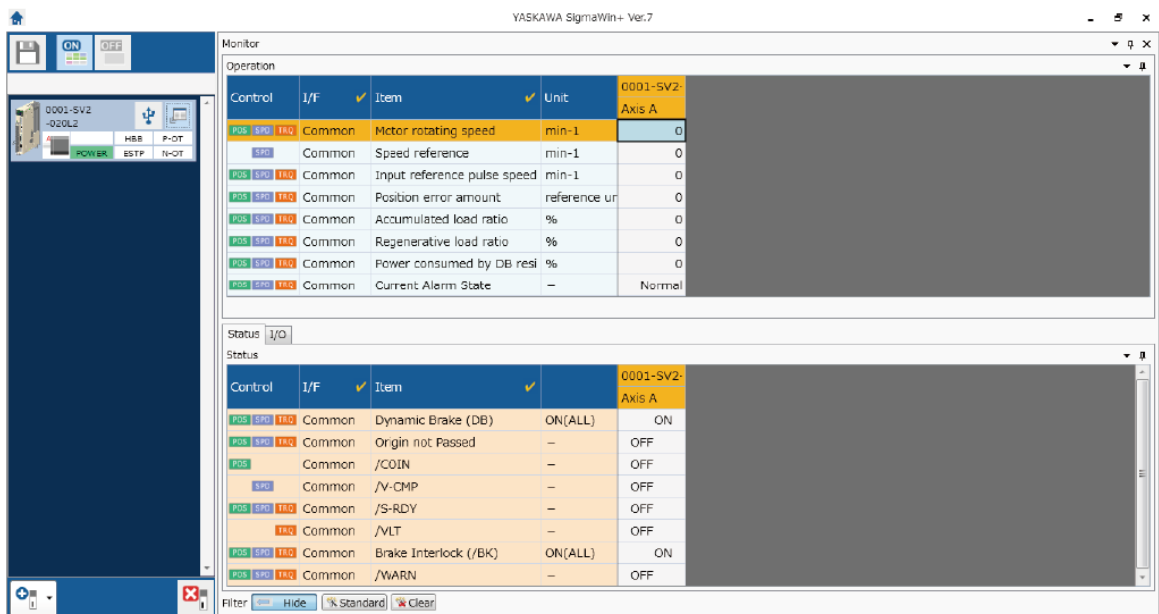 YASKAWA SigmaWin+ Ver.7
ON OFF
0001-SV2
-020L2
HBB P-OT
POWER ESTP N-OT
Monitor
Operation
Control I/F Item Unit 0001-SV2-
Axis A
POS SPD TRQ Common Motor rotating speed min-1 0
SPD Common Speed reference min-1 0
POS SPD TRQ Common Input reference pulse speed min-1 0
POS SPD TRQ Common Position error amount reference ur 0
POS SPD TRQ Common Accumulated load ratio % 0
POS SPD TRQ Common Regenerative load ratio % 0
POS SPD TRQ Common Power consumed by DB resi % 0
POS SPD TRQ Common Current Alarm State – Normal
Status I/O
Status
Control I/F Item 0001-SV2-
Axis A
POS SPD TRQ Common Dynamic Brake (DB) ON(ALL) ON
POS SPD TRQ Common Origin not Passed – OFF
POS Common /COIN – OFF
SPD Common /V-CMP – OFF
POS SPD TRQ Common /S-RDY – OFF
TRQ Common /VLT – OFF
POS SPD TRQ Common Brake Interlock (/BK) ON(ALL) ON
POS SPD TRQ Common /WARN – OFF
Filter Hide Standard Clear